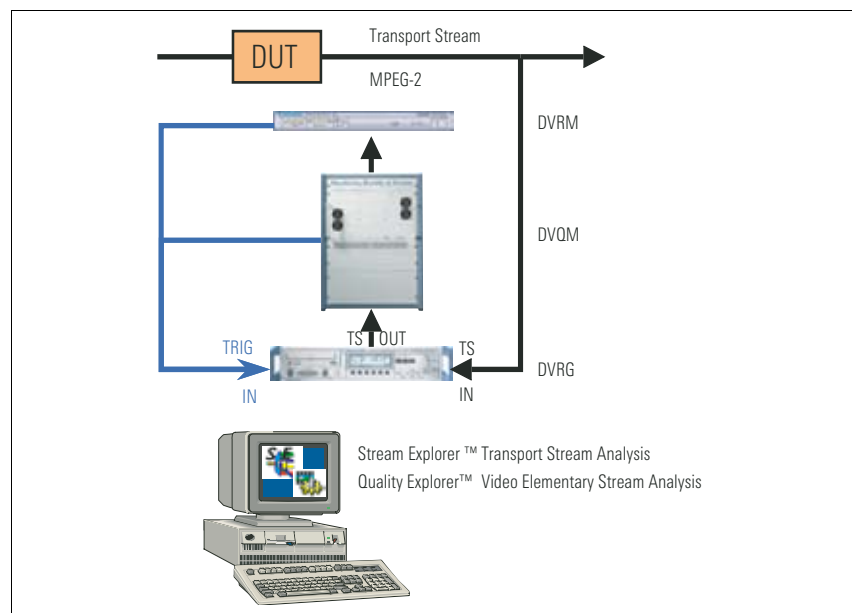 Transport Stream
DUT
MPEG-2
DVRM
DVQM
TS OUT
TRIG
TS
DVRG
IN
IN
Stream Explorer ™ Transport Stream Analysis
Quality Explorer™ Video Elementary Stream Analysis